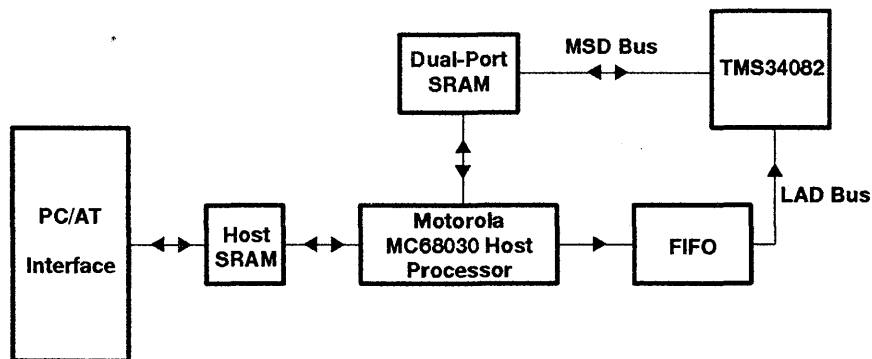 Dual-Port
SRAM
MSD Bus
TMS34082
PC/AT
Interface
Host
SRAM
Motorola
MC68030 Host
Processor
FIFO
LAD Bus